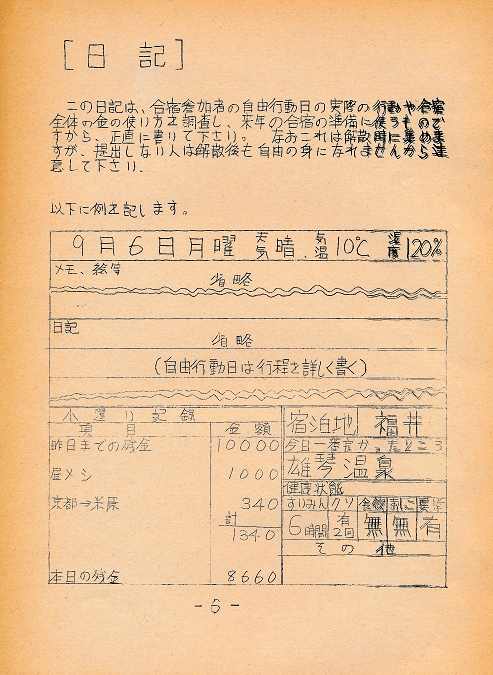 [日記]
この日記は、合宿参加者の自由行動日の実際の行動や合宿
全体の金の使い方を調査し、来年の合宿の準備に使うもので
すから、正直に書いて下さい。なおこれは解散時に集めま
すが、提出しない人は解散後も自由の身になれませんから注
意して下さい。
以下に例を記します。
9月6日月曜 天気晴 気温10℃ 湿度120%
メモ、絵等
省略
日記
省略
(自由行動日は行程を詳しく書く)
小遣い記録
項目 金額
昨日までの残金 10000
昼メシ 1000
京都→米原 340
計
1340
本日の残金 8660
宿泊地 福井
今日一番良かったところ
雄琴温泉
健康状態
すいみん クソ 食欲
6時間 有2回 無 無 有
その他
-5-